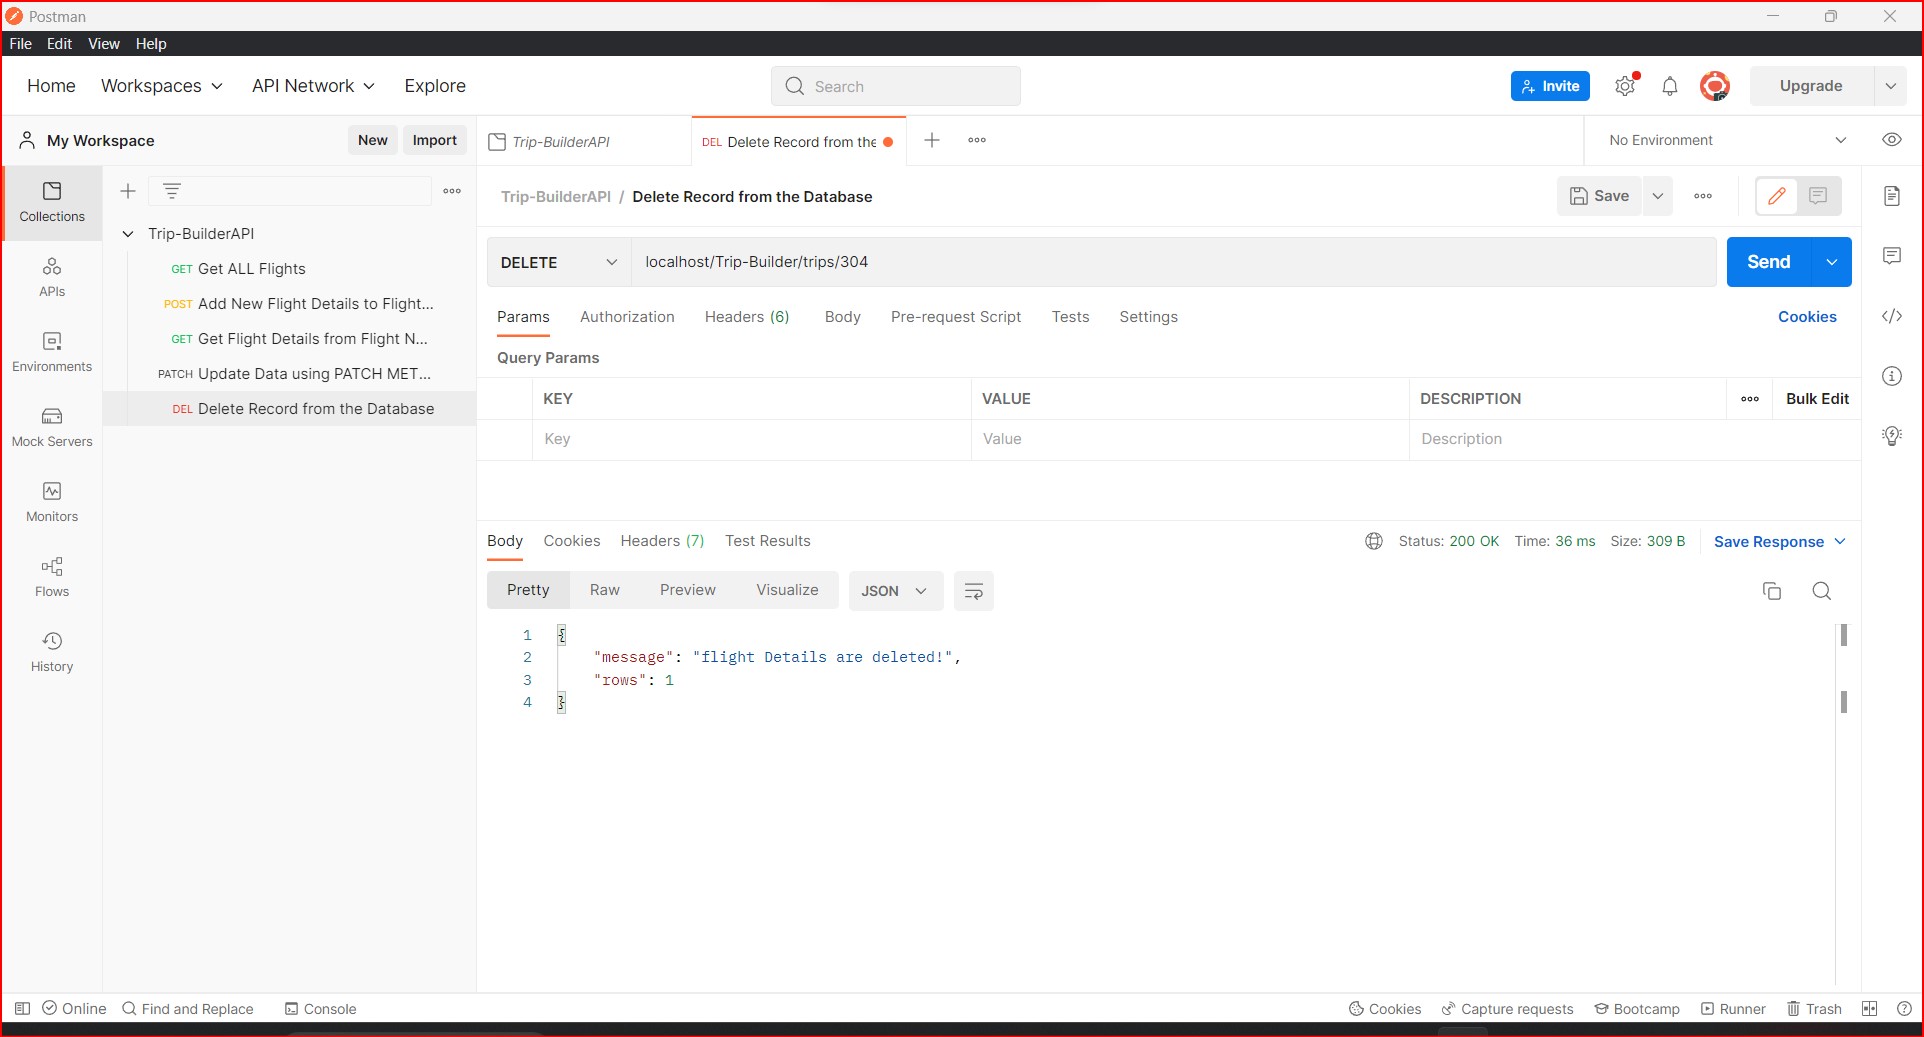 Postman
File Edit View Help
Home Workspaces API Network Explore Search Invite Upgrade
My Workspace New Import Trip-BuilderAPI DEL Delete Record from the No Environment
Collections
APIs
Environments
Mock Servers
Monitors
Flows
History
Trip-BuilderAPI
GET Get ALL Flights
POST Add New Flight Details to Flight...
GET Get Flight Details from Flight N...
PATCH Update Data using PATCH MET...
DEL Delete Record from the Database
Trip-BuilderAPI / Delete Record from the Database Save
DELETE localhost/Trip-Builder/trips/304 Send
Params Authorization Headers (6) Body Pre-request Script Tests Settings Cookies
Query Params
KEY VALUE DESCRIPTION Bulk Edit
Key Value Description
Body Cookies Headers (7) Test Results Status: 200 OK Time: 36 ms Size: 309 B Save Response
Pretty Raw Preview Visualize JSON
1 {
2 "message": "flight Details are deleted!",
3 "rows": 1
4 }
Online Find and Replace Console Cookies Capture requests Bootcamp Runner Trash